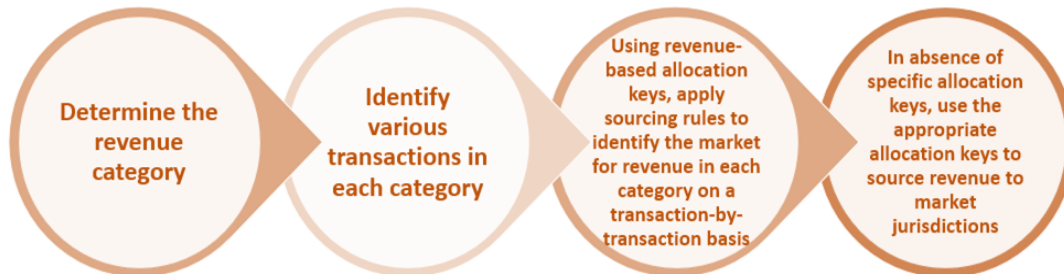 Determine the
revenue
category
Identify
various
transactions in
each category
Using revenue-
based allocation
keys, apply
sourcing rules to
identify the market
for revenue in each
category on a
transaction-by-
transaction basis
In absence of
specific allocation
keys, use the
appropriate
allocation keys to
source revenue to
market
jurisdictions